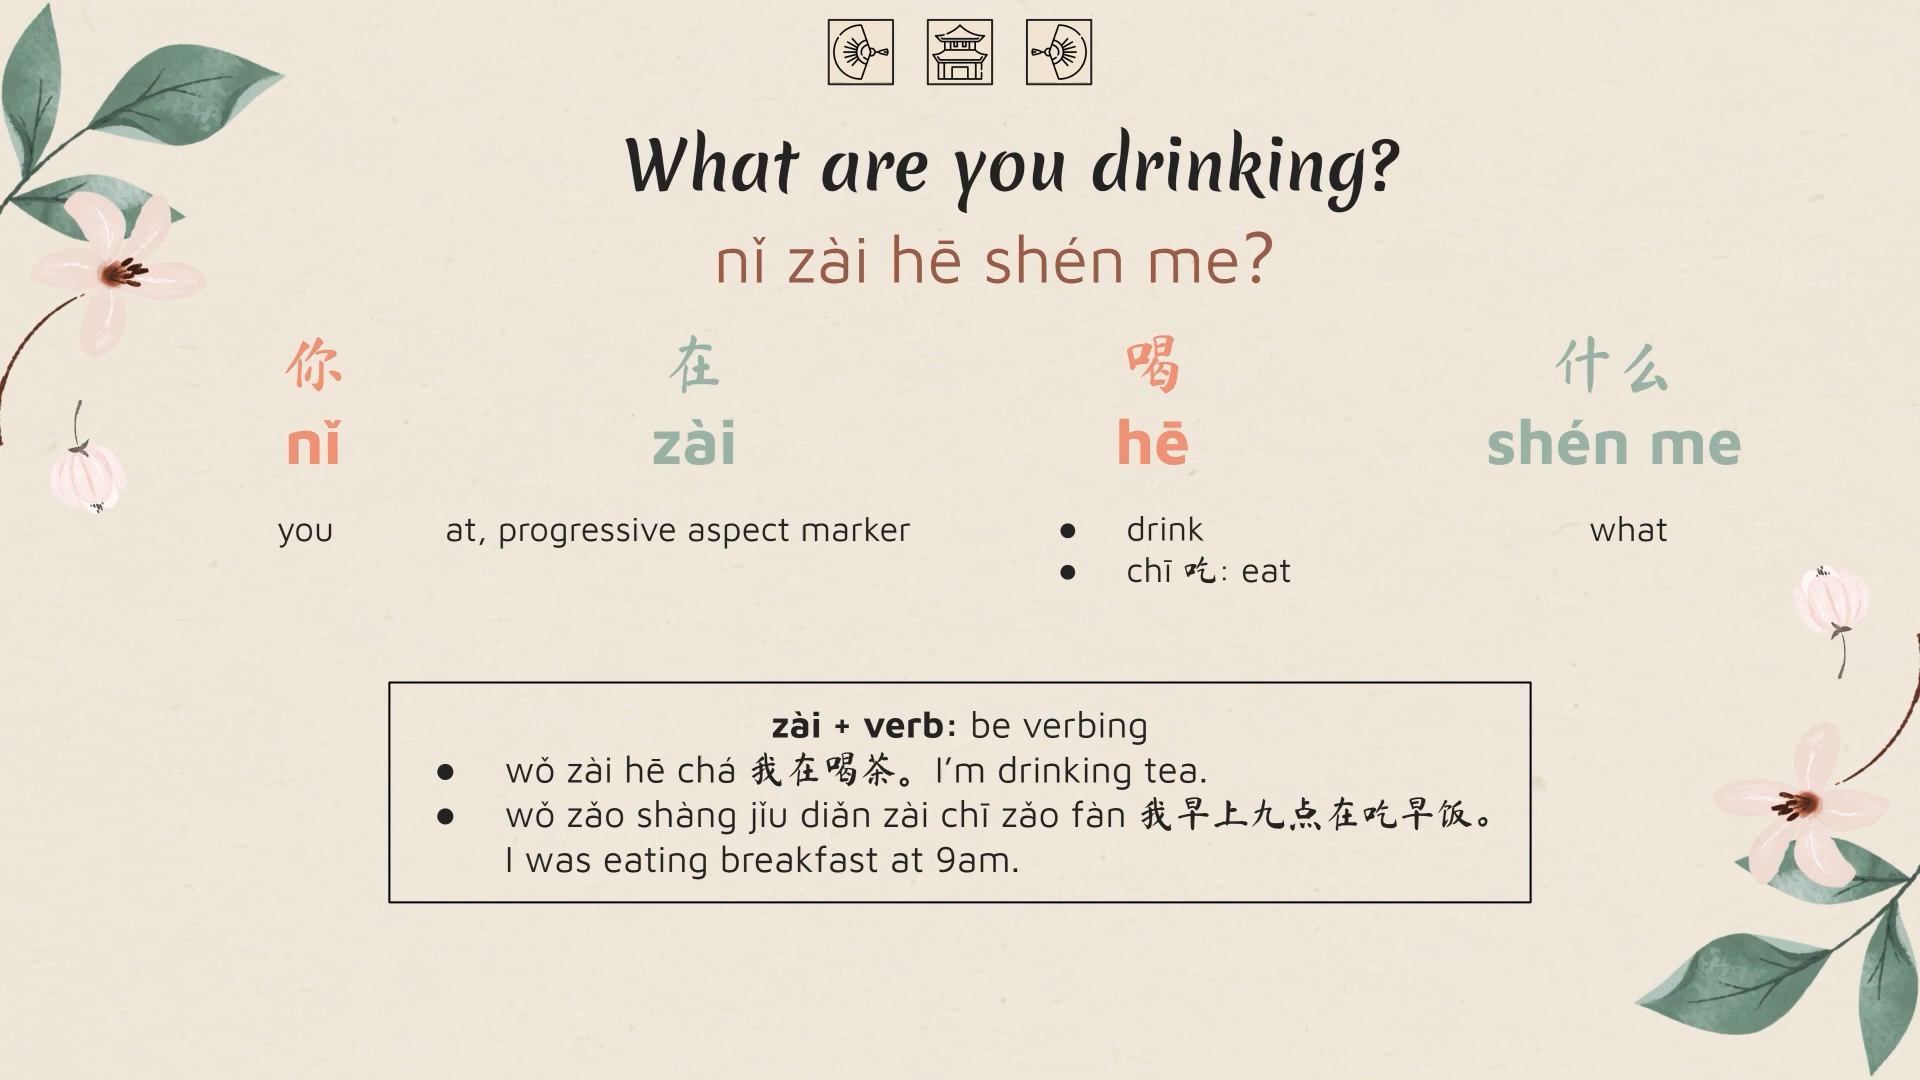 What are you drinking?
nǐ zài hē shén me?
你 在 喝 什么
nǐ zài hē shén me
you at, progressive aspect marker ● drink what
● chī 吃: eat
zài + verb: be verbing
● wǒ zài hē chá 我在喝茶。I’m drinking tea.
● wǒ zǎo shàng jǐu diǎn zài chī zǎo fàn 我早上九点在吃早饭。
I was eating breakfast at 9am.